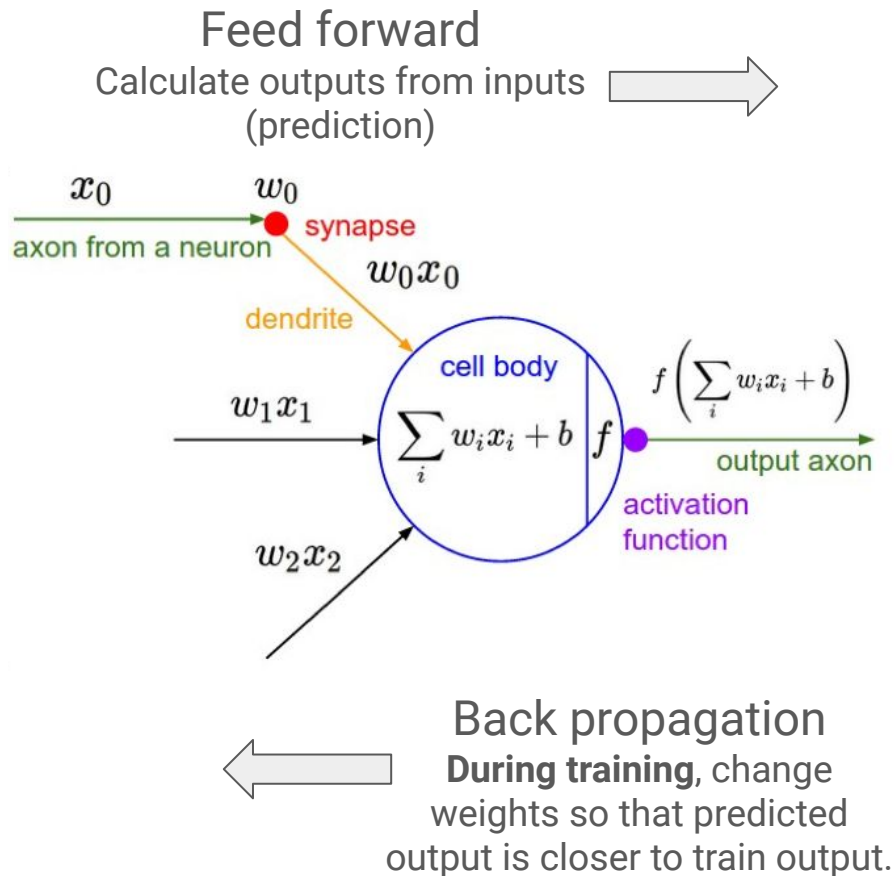 Feed forward
Calculate outputs from inputs
(prediction)
x₀
w₀
synapse
axon from a neuron
w₀x₀
dendrite
cell body
f(∑ᵢ wᵢxᵢ + b)
w₁x₁
∑ᵢ wᵢxᵢ + b
f
output axon
activation
function
w₂x₂
Back propagation
During training, change
weights so that predicted
output is closer to train output.